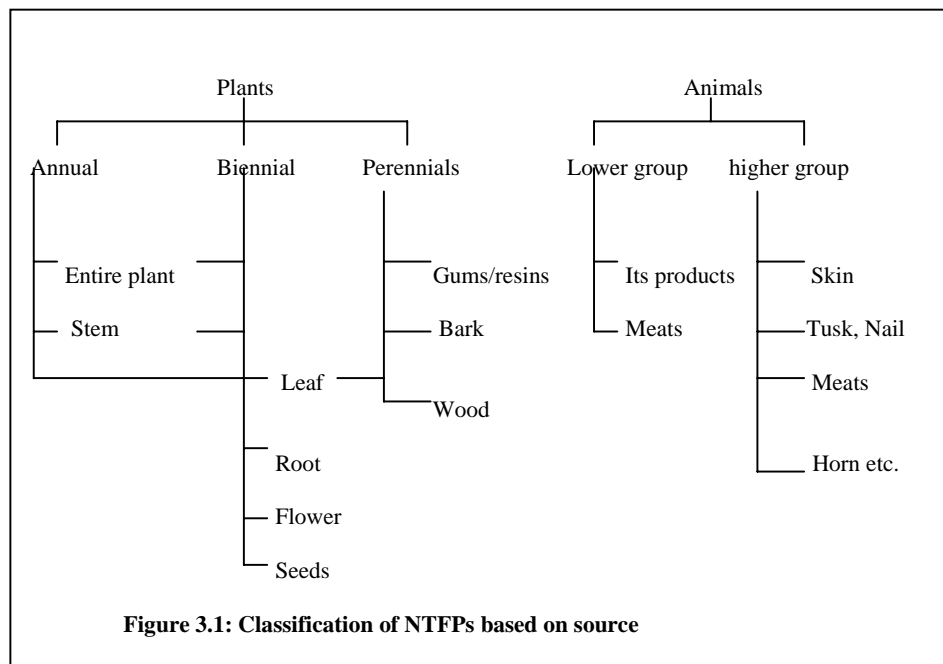 Plants Animals
Annual Biennial Perennials Lower group higher group
Entire plant Gums/resins Its products Skin
Stem Bark Meats Tusk, Nail
Leaf Meats
Wood
Root Horn etc.
Flower
Seeds
Figure 3.1: Classification of NTFPs based on source